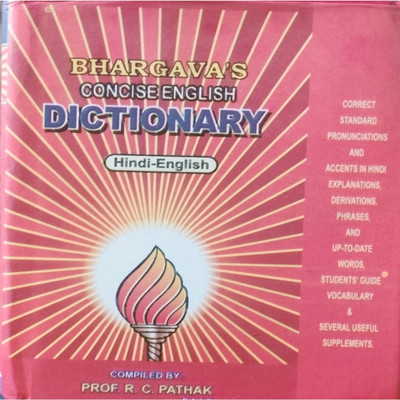 BHARGAVA'S
CONCISE ENGLISH
DICTIONARY
Hindi-English
CORRECT
STANDARD
PRONUNCIATIONS
AND
ACCENTS IN HINDI
EXPLANATIONS,
DERIVATIONS,
PHRASES,
AND
UP-TO-DATE
WORDS,
STUDENTS' GUIDE
VOCABULARY
&
SEVERAL USEFUL
SUPPLEMENTS.
COMPILED BY:
PROF. R. C. PATHAK